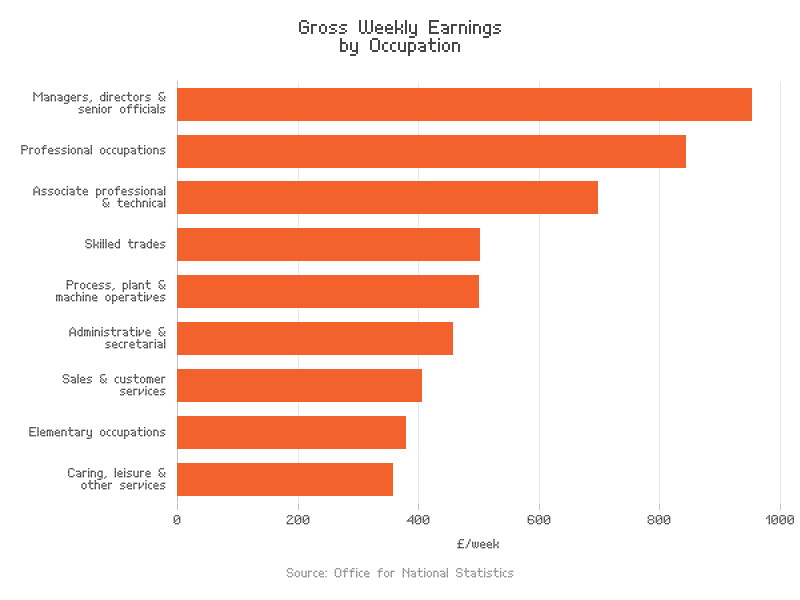 Gross Weekly Earnings
by Occupation
Managers, directors &
senior officials
Professional occupations
Associate professional
& technical
Skilled trades
Process, plant &
machine operatives
Administrative &
secretarial
Sales & customer
services
Elementary occupations
Caring, leisure &
other services
0 200 400 600 800 1000
£/week
Source: Office for National Statistics